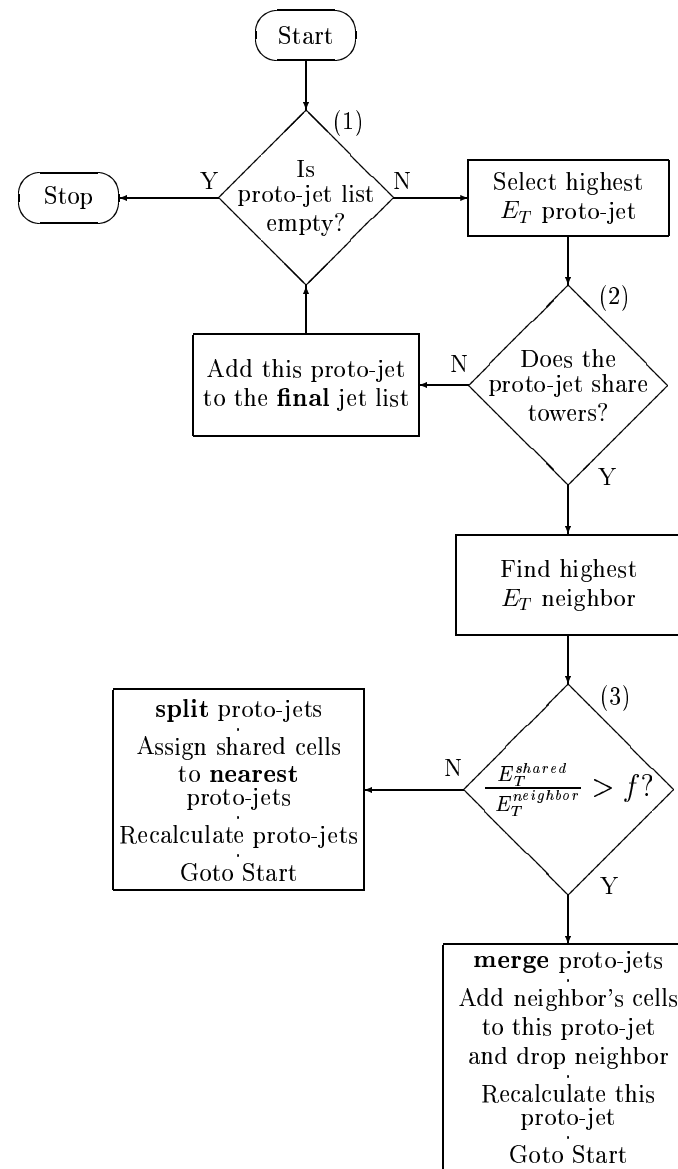 Start
(1)
Is
proto-jet list
empty?
Y
N
Stop
Select highest
E_T proto-jet
(2)
Does the
proto-jet share
towers?
N
Y
Add this proto-jet
to the final jet list
Find highest
E_T neighbor
(3)
E_T^{shared}
E_T^{neighbor} > f?
N
Y
split proto-jets
.
Assign shared cells
to nearest
proto-jets
.
Recalculate proto-jets
.
Goto Start
merge proto-jets
.
Add neighbor's cells
to this proto-jet
and drop neighbor
.
Recalculate this
proto-jet
.
Goto Start